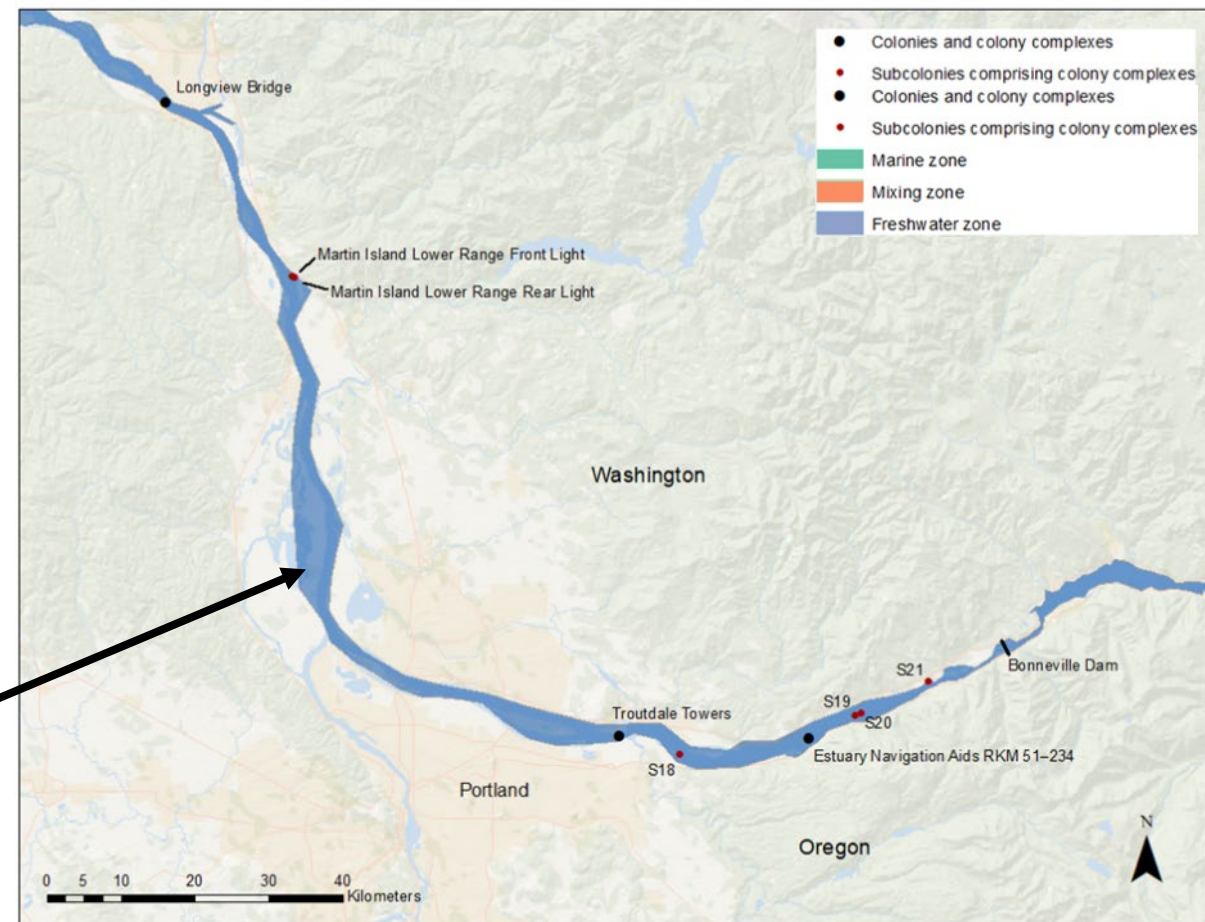 Colonies and colony complexes
Subcolonies comprising colony complexes
Colonies and colony complexes
Subcolonies comprising colony complexes
Marine zone
Mixing zone
Freshwater zone
Longview Bridge
Martin Island Lower Range Front Light
Martin Island Lower Range Rear Light
Washington
Bonneville Dam
S21
S19
S20
Troutdale Towers
Estuary Navigation Aids RKM 51–234
S18
Portland
Oregon
N
0 5 10 20 30 40
Kilometers